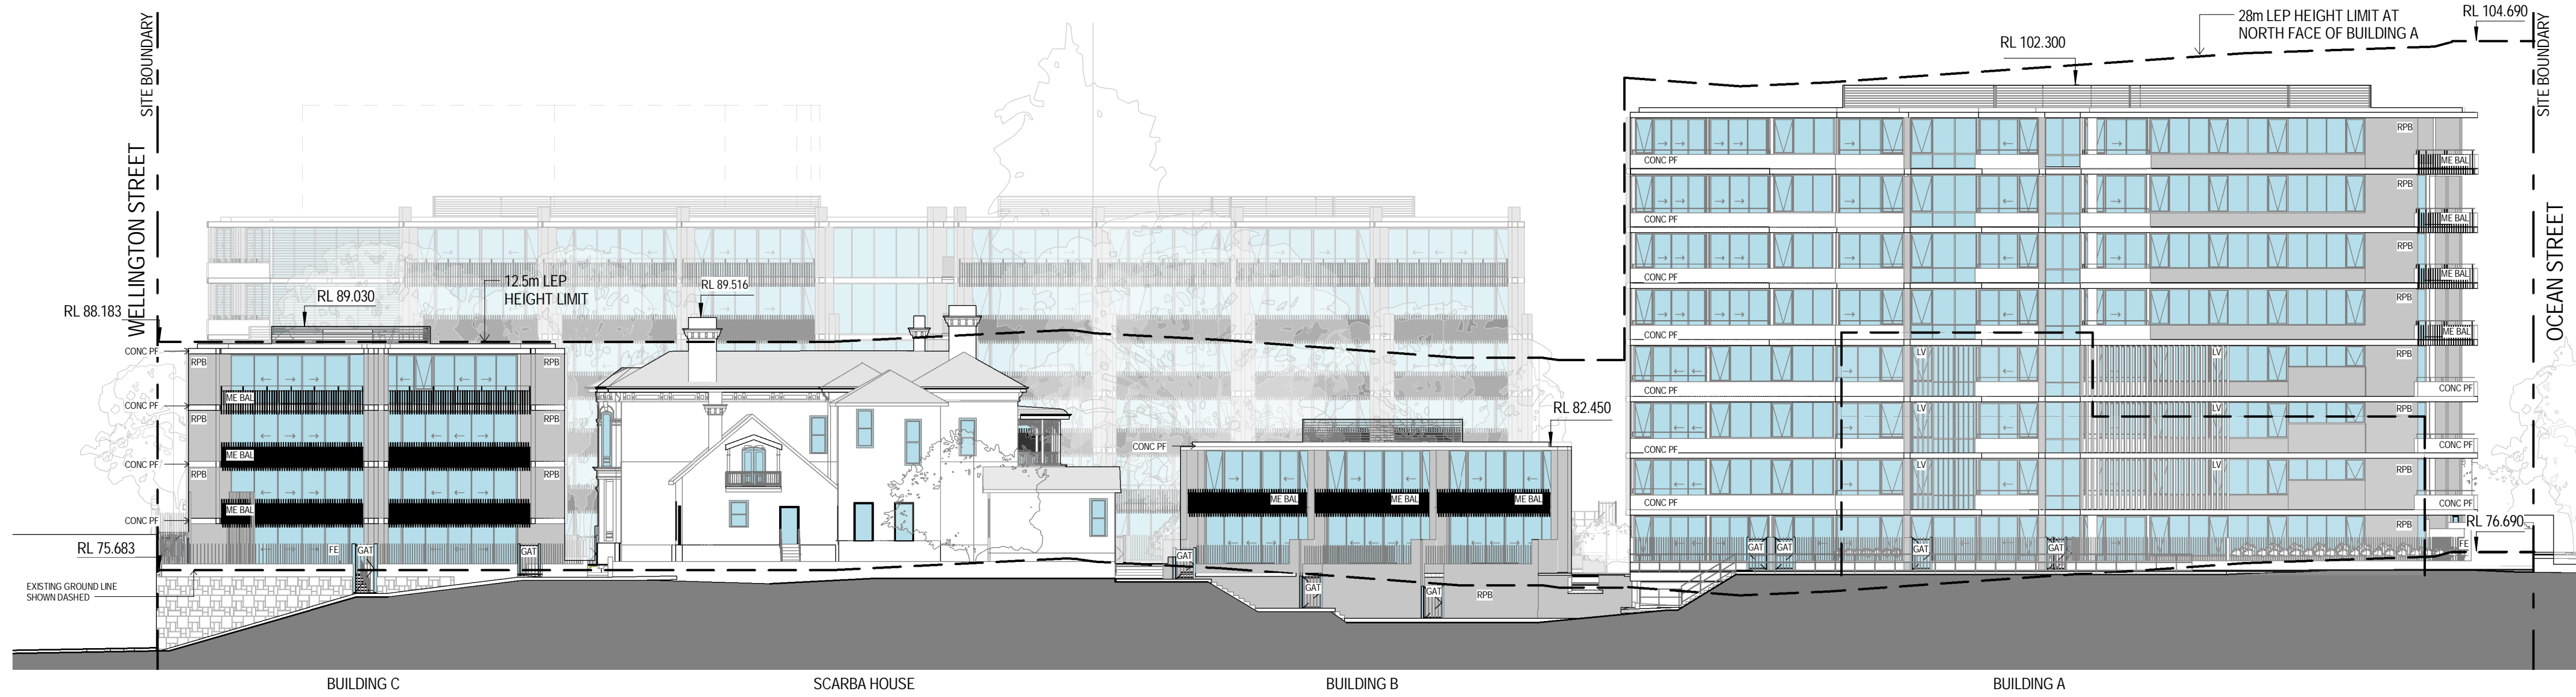 SITE BOUNDARY
WELLINGTON STREET
RL 88.183
RL 75.683
EXISTING GROUND LINE
SHOWN DASHED
RL 89.030
12.5m LEP
HEIGHT LIMIT
RL 89.516
CONC PF
RPB
RPB
ME BAL
CONC PF
RPB
RPB
ME BAL
CONC PF
RPB
RPB
ME BAL
CONC PF
FE
GAT
GAT
CONC PF
RL 82.450
ME BAL
ME BAL
ME BAL
GAT
GAT
GAT
RPB
28m LEP HEIGHT LIMIT AT
NORTH FACE OF BUILDING A
RL 102.300
RL 104.690
SITE BOUNDARY
OCEAN STREET
RPB
CONC PF
ME BAL
RPB
CONC PF
ME BAL
RPB
CONC PF
ME BAL
RPB
CONC PF
ME BAL
LV
LV
RPB
CONC PF
CONC PF
LV
LV
RPB
CONC PF
CONC PF
LV
LV
RPB
CONC PF
CONC PF
RPB
RL 76.690
GAT
GAT
GAT
GAT
FE
BUILDING C
SCARBA HOUSE
BUILDING B
BUILDING A